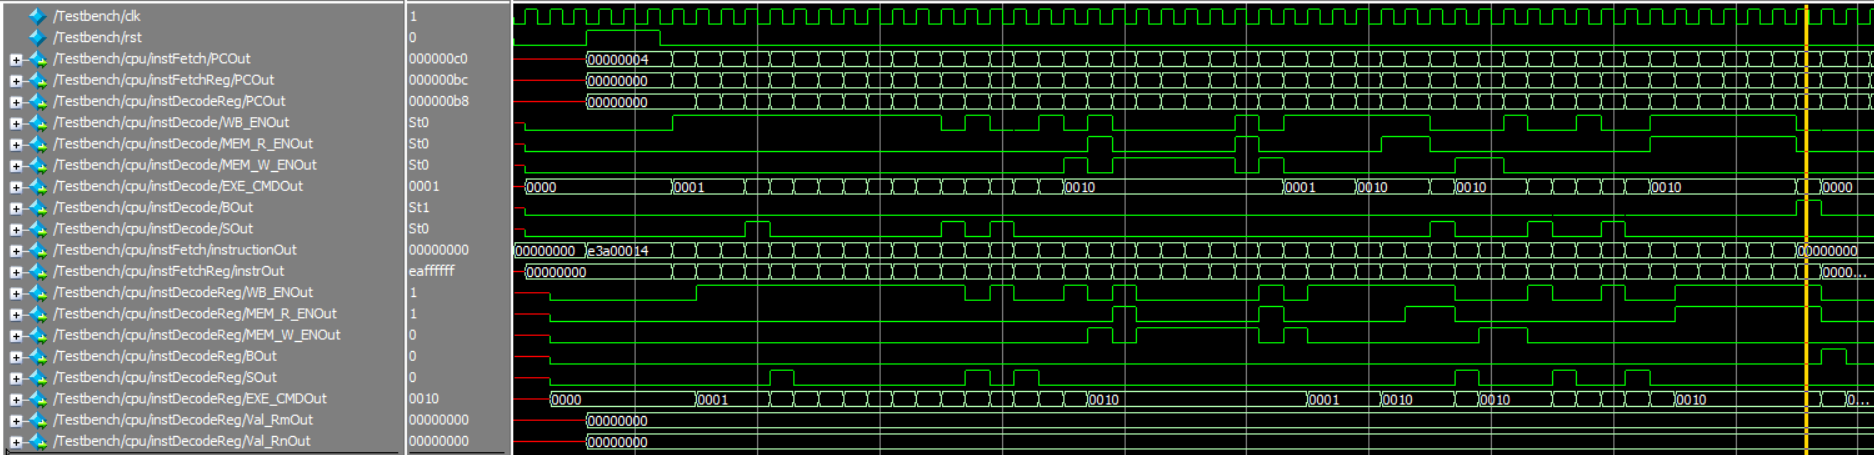 /Testbench/clk 1
/Testbench/rst 0
/Testbench/cpu/instFetch/PCOut 000000c0 00000004
/Testbench/cpu/instFetchReg/PCOut 000000bc 00000000
/Testbench/cpu/instDecodeReg/PCOut 000000b8 00000000
/Testbench/cpu/instDecode/WB_ENOut St0
/Testbench/cpu/instDecode/MEM_R_ENOut St0
/Testbench/cpu/instDecode/MEM_W_ENOut St0
/Testbench/cpu/instDecode/EXE_CMDOut 0001 0000 0001 0010 0001 0010 0010 0010 0000
/Testbench/cpu/instDecode/BOut St1
/Testbench/cpu/instDecode/SOut St0
/Testbench/cpu/instFetch/instructionOut 00000000 00000000 e3a00014 00000000
/Testbench/cpu/instFetchReg/instrOut eaffffff 00000000 0000...
/Testbench/cpu/instDecodeReg/WB_ENOut 1
/Testbench/cpu/instDecodeReg/MEM_R_ENOut 1
/Testbench/cpu/instDecodeReg/MEM_W_ENOut 0
/Testbench/cpu/instDecodeReg/BOut 0
/Testbench/cpu/instDecodeReg/SOut 0
/Testbench/cpu/instDecodeReg/EXE_CMDOut 0010 0000 0001 0010 0001 0010 0010 0010 0...
/Testbench/cpu/instDecodeReg/Val_RmOut 00000000 00000000
/Testbench/cpu/instDecodeReg/Val_RnOut 00000000 00000000